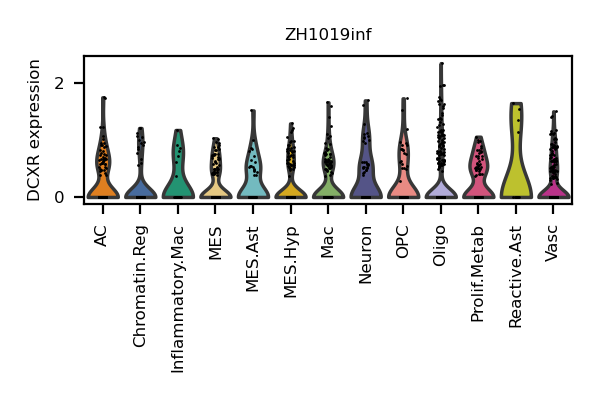 ZH1019inf
DCXR expression
2
0
AC
Chromatin.Reg
Inflammatory.Mac
MES
MES.Ast
MES.Hyp
Mac
Neuron
OPC
Oligo
Prolif.Metab
Reactive.Ast
Vasc